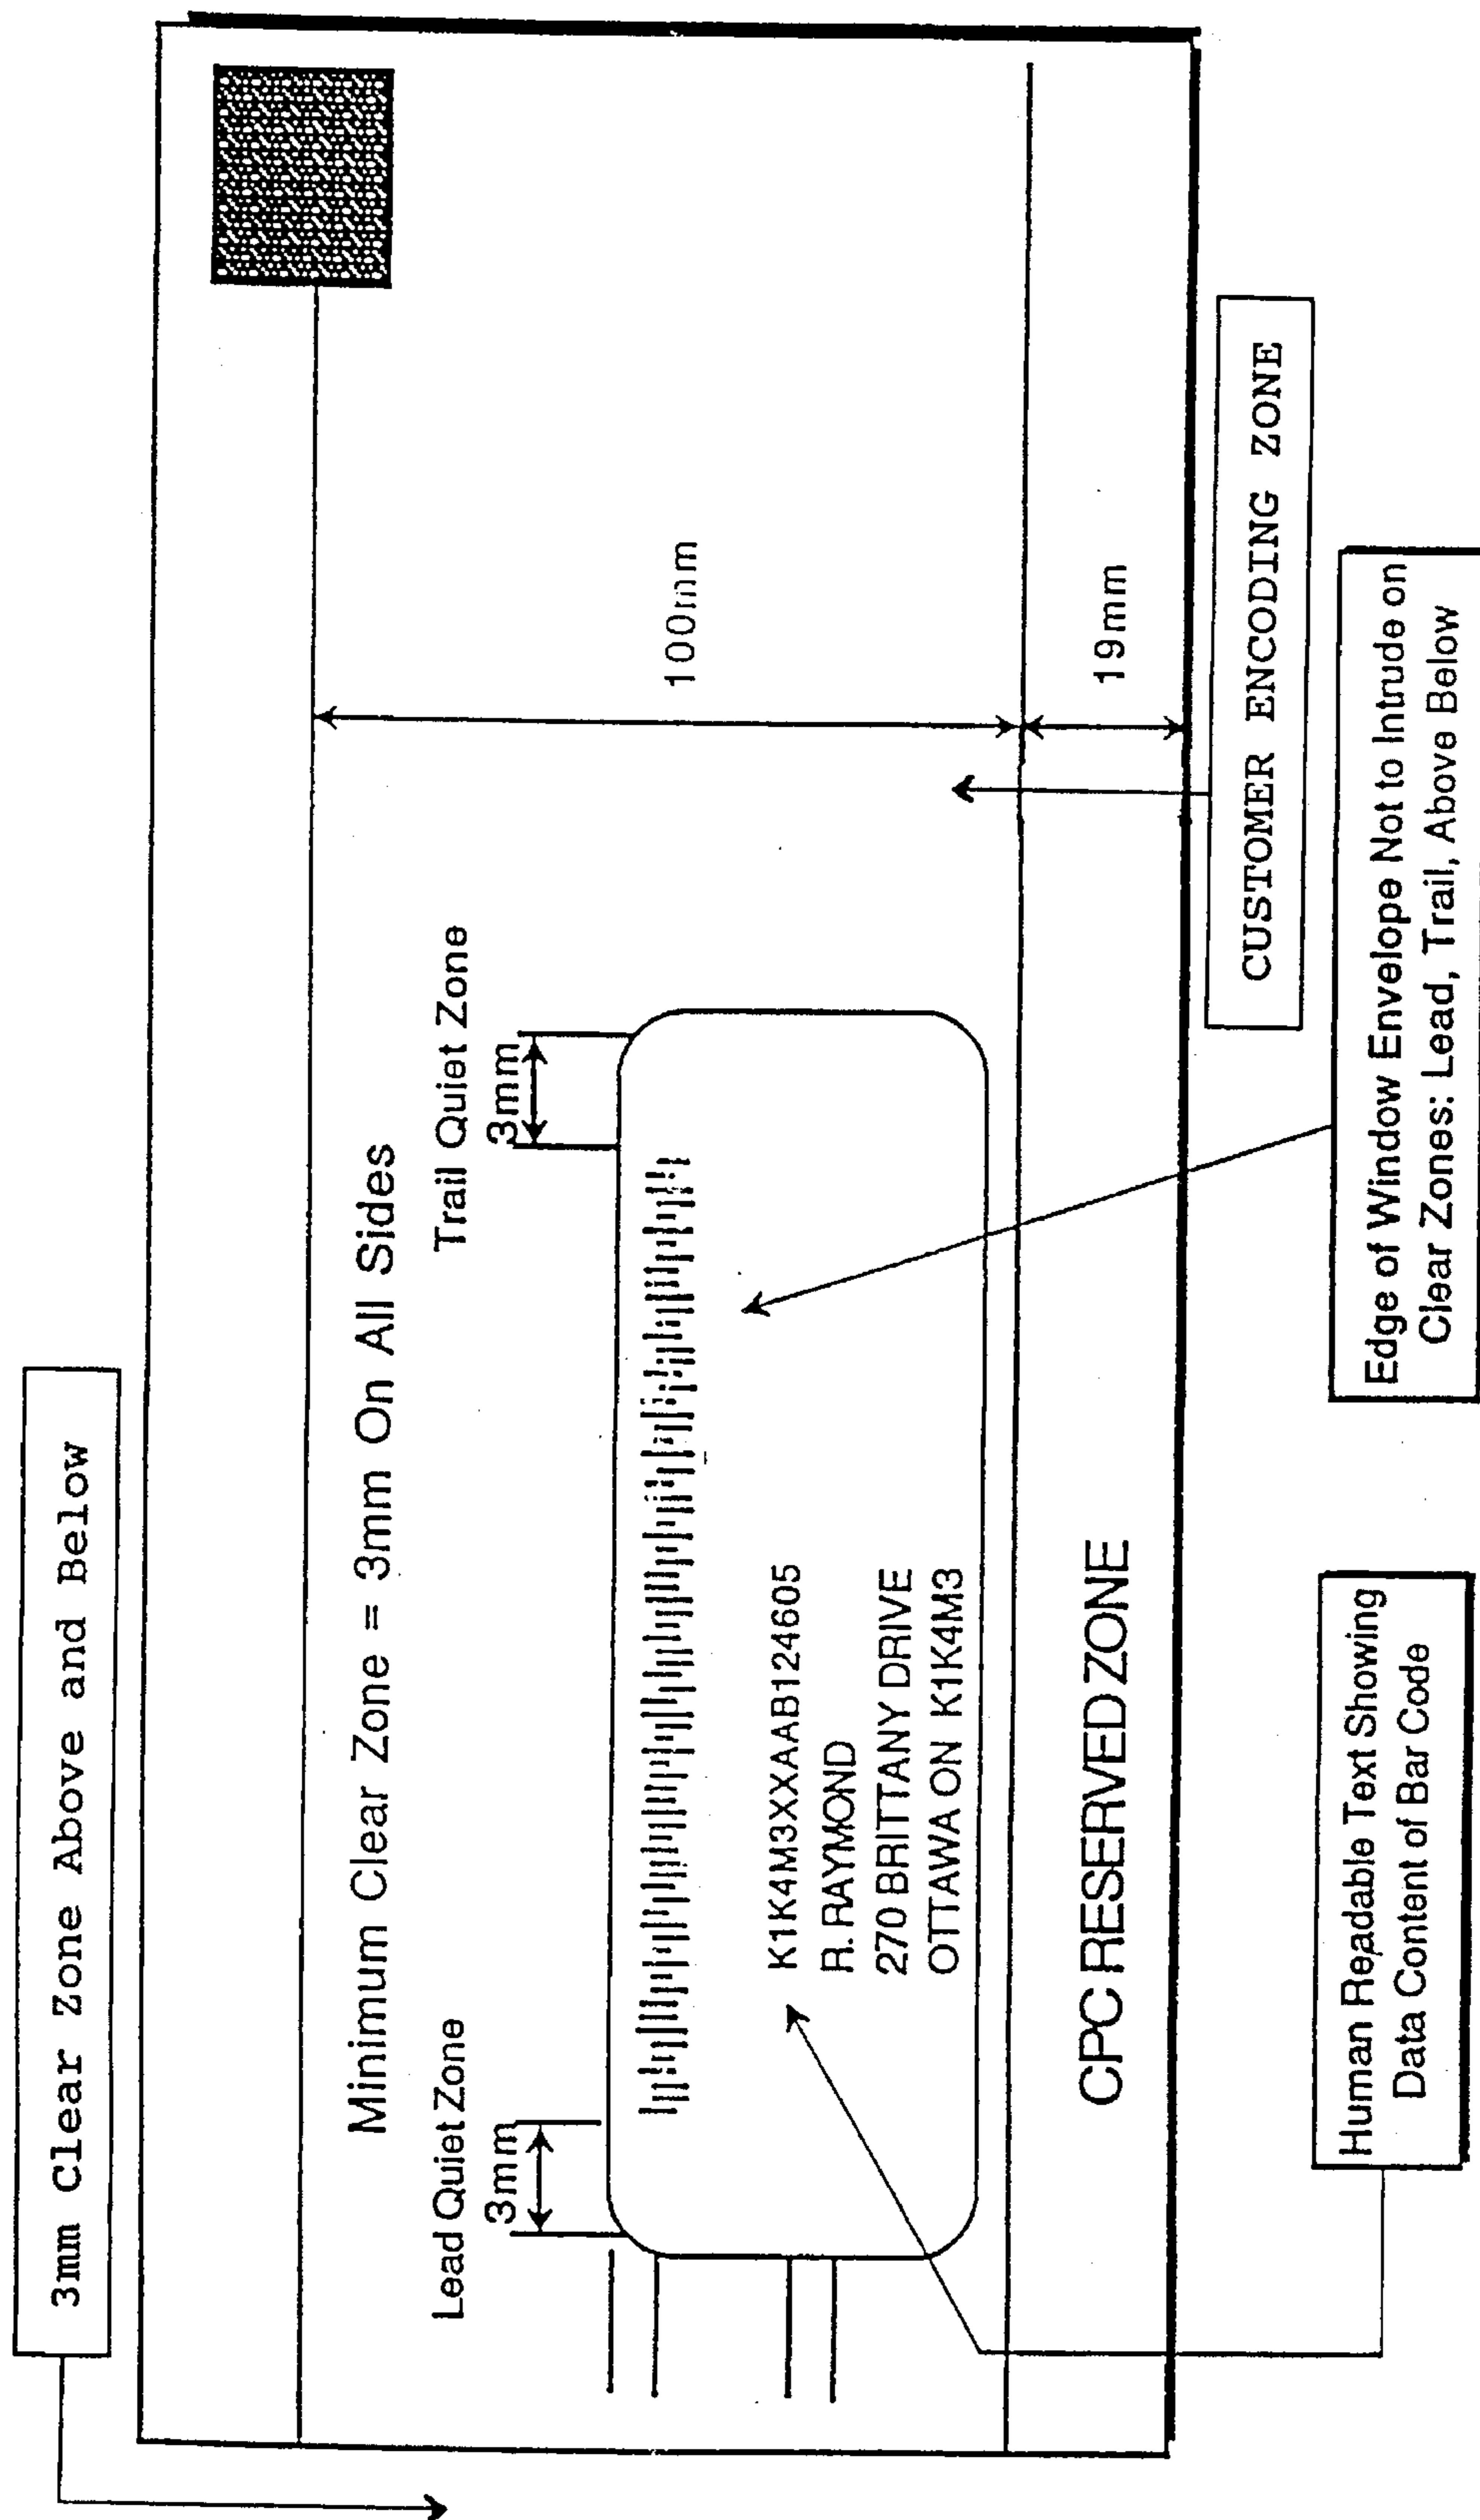 3mm Clear Zone Above and Below
Minimum Clear Zone = 3mm On All Sides
Lead Quiet Zone
Trail Quiet Zone
3mm
3mm
K1K4M3XXAAB124605
R. RAYMOND
270 BRITTANY DRIVE
OTTAWA ON K1K4M3
100mm
CPC RESERVED ZONE
19mm
CUSTOMER ENCODING ZONE
Human Readable Text Showing
Data Content of Bar Code
Edge of Window Envelope Not to Intrude on
Clear Zones: Lead, Trail, Above Below